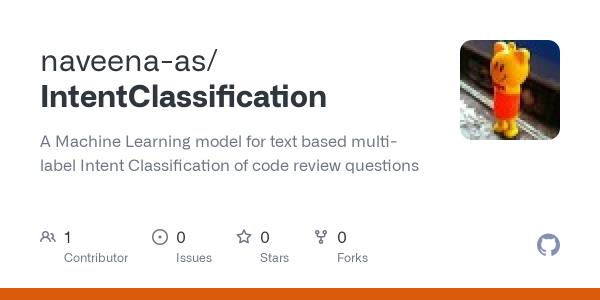 naveena-as/
IntentClassification
A Machine Learning model for text based multi-
label Intent Classification of code review questions
1 0 0 0
Contributor Issues Stars Forks